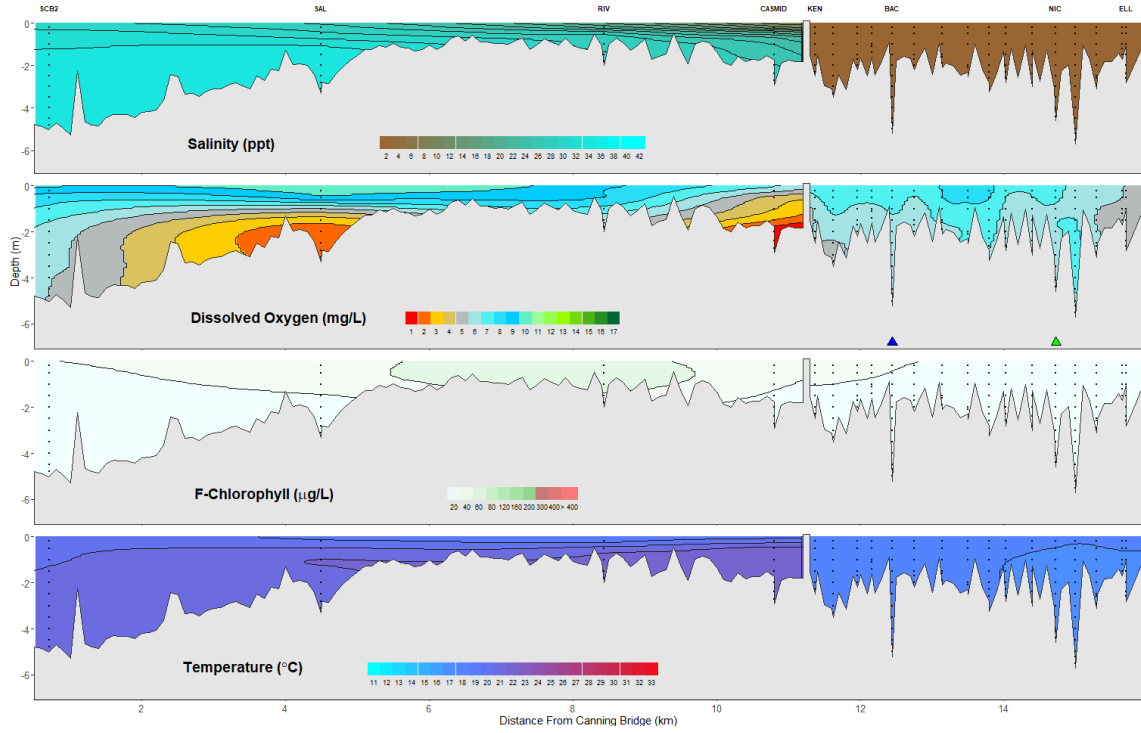 SCB2 SAL RIV CASMID KEN BAC NIC ELL
0
-2
-4
-6
Salinity (ppt)
2 4 6 8 10 12 14 16 18 20 22 24 26 28 30 32 34 36 38 40 42
0
-2
-4
-6
Depth (m)
Dissolved Oxygen (mg/L)
1 2 3 4 5 6 7 8 9 10 11 12 13 14 15 16 17
0
-2
-4
-6
F-Chlorophyll (μg/L)
20 40 60 80 120 160 200 300 400 > 400
0
-2
-4
-6
Temperature (°C)
11 12 13 14 15 16 17 18 19 20 21 22 23 24 25 26 27 28 29 30 31 32 33
2 4 6 8 10 12 14
Distance From Canning Bridge (km)